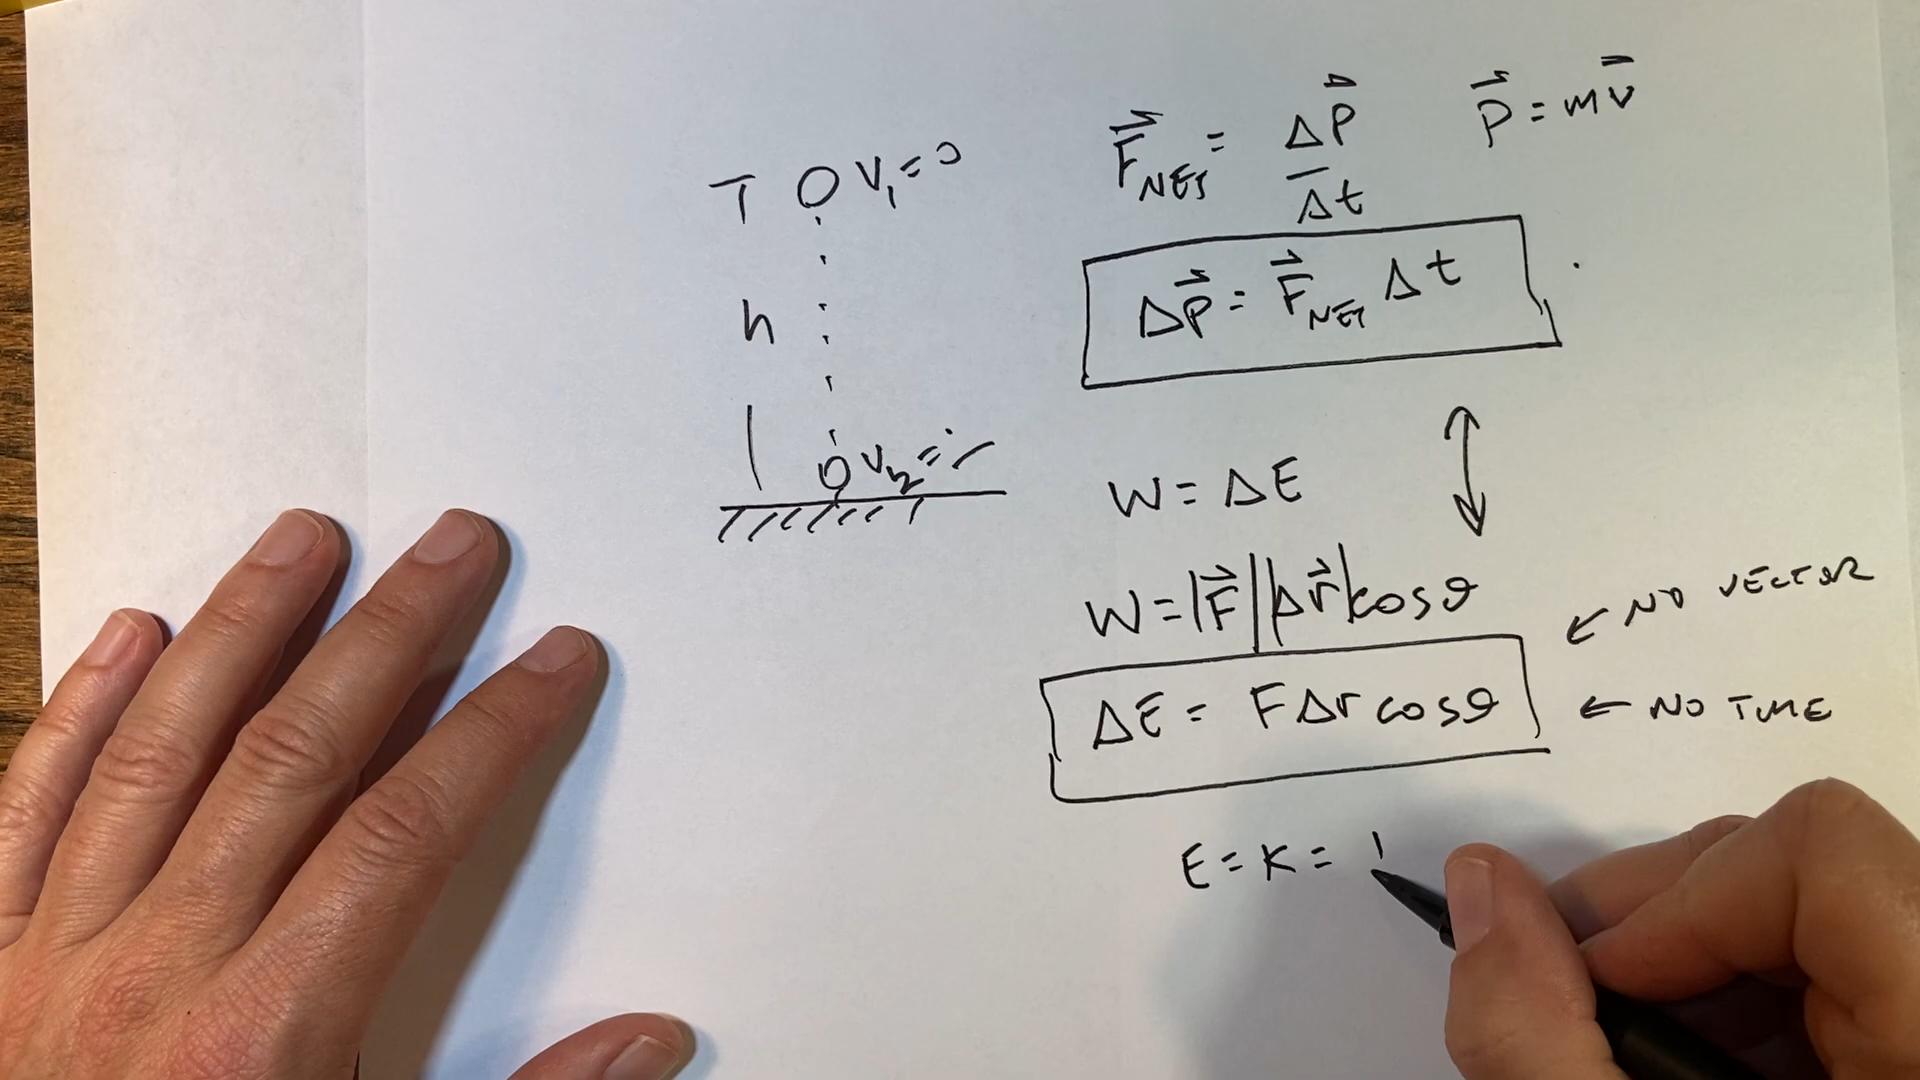 v₁ = 0
h
v₂ =
F⃗NET = Δp⃗ / Δt
p⃗ = mv⃗
Δp⃗ = F⃗NET Δt
W = ΔE
W = |F⃗||Δr⃗|cosθ
← NO VECTOR
ΔE = FΔr cosθ
← NO TIME
E = K = 1